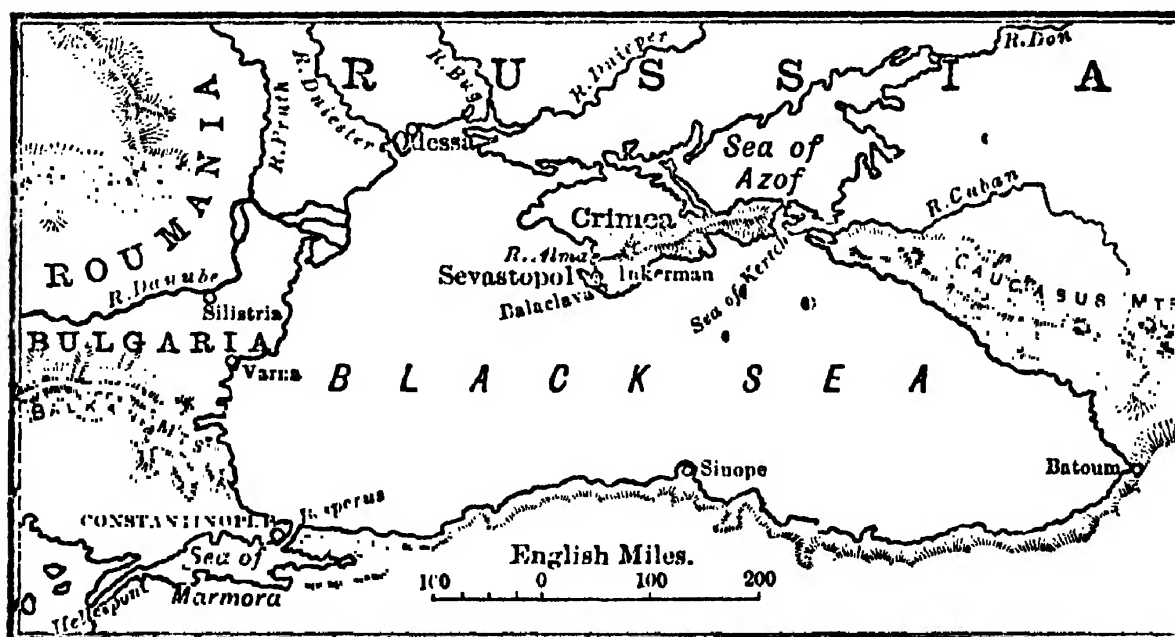 R. Don
R. Dnieper
R. Bug
R. Dniester
R. Pruth
RUSSIA
ROUMANIA
Odessa
Sea of
Azof
R. Cuban
Crimea
R. Alma
Sevastopol
Inkerman
Balaclava
Sea of Kertch
CAUCASUS MTS
R. Danube
Silistria
BULGARIA
Varna
BLACK SEA
BALKANS
Sinope
Batoum
CONSTANTINOPLE
Bosporus
Sea of
Marmora
Hellespont
English Miles.
100 0 100 200